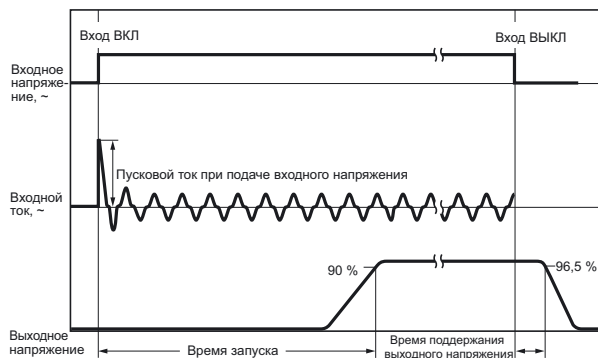 Вход ВКЛ
Вход ВЫКЛ
Входное
напряже-
ние, ~
Пусковой ток при подаче входного напряжения
Входной
ток, ~
90 %
96,5 %
Выходное
напряжение
Время запуска
Время поддержания
выходного напряжения